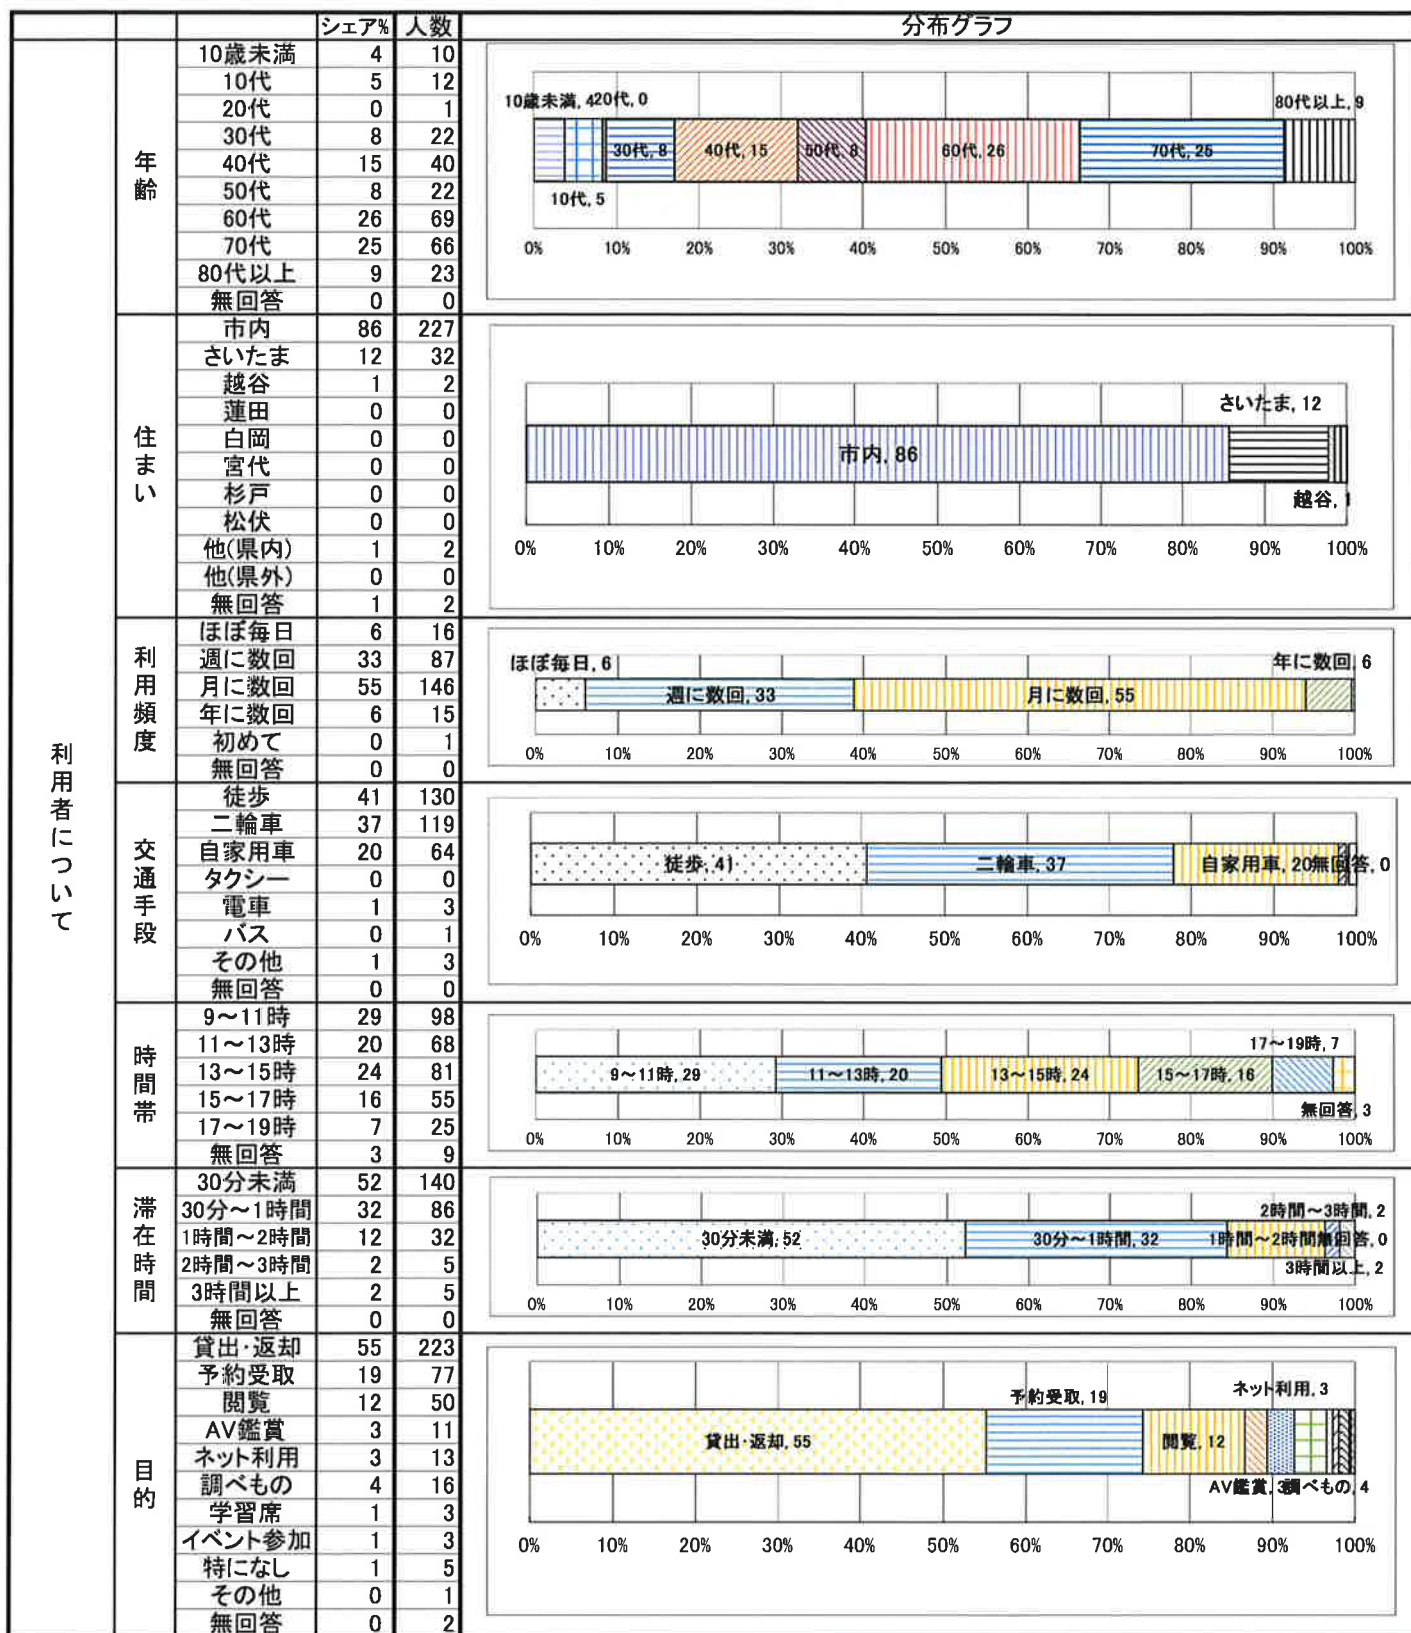 シェア% 人数 分布グラフ
利用者について
年齢
10歳未満 4 10
10代 5 12
20代 0 1
30代 8 22
40代 15 40
50代 8 22
60代 26 69
70代 25 66
80代以上 9 23
無回答 0 0
10歳未満, 4 20代, 0 80代以上, 9
30代, 8 40代, 15 50代, 8 60代, 26 70代, 25
10代, 5
0% 10% 20% 30% 40% 50% 60% 70% 80% 90% 100%
住まい
市内 86 227
さいたま 12 32
越谷 1 2
蓮田 0 0
白岡 0 0
宮代 0 0
杉戸 0 0
松伏 0 0
他(県内) 1 2
他(県外) 0 0
無回答 1 2
さいたま, 12
市内, 86
越谷, 1
0% 10% 20% 30% 40% 50% 60% 70% 80% 90% 100%
利用頻度
ほぼ毎日 6 16
週に数回 33 87
月に数回 55 146
年に数回 6 15
初めて 0 1
無回答 0 0
ほぼ毎日, 6 年に数回, 6
週に数回, 33 月に数回, 55
0% 10% 20% 30% 40% 50% 60% 70% 80% 90% 100%
交通手段
徒歩 41 130
二輪車 37 119
自家用車 20 64
タクシー 0 0
電車 1 3
バス 0 1
その他 1 3
無回答 0 0
徒歩, 41 二輪車, 37 自家用車, 20 無回答, 0
0% 10% 20% 30% 40% 50% 60% 70% 80% 90% 100%
時間帯
9〜11時 29 98
11〜13時 20 68
13〜15時 24 81
15〜17時 16 55
17〜19時 7 25
無回答 3 9
17〜19時, 7
9〜11時, 29 11〜13時, 20 13〜15時, 24 15〜17時, 16
無回答, 3
0% 10% 20% 30% 40% 50% 60% 70% 80% 90% 100%
滞在時間
30分未満 52 140
30分〜1時間 32 86
1時間〜2時間 12 32
2時間〜3時間 2 5
3時間以上 2 5
無回答 0 0
2時間〜3時間, 2
30分未満, 52 30分〜1時間, 32 1時間〜2時間 無回答, 0
3時間以上, 2
0% 10% 20% 30% 40% 50% 60% 70% 80% 90% 100%
目的
貸出・返却 55 223
予約受取 19 77
閲覧 12 50
AV鑑賞 3 11
ネット利用 3 13
調べもの 4 16
学習席 1 3
イベント参加 1 3
特になし 1 5
その他 0 1
無回答 0 2
予約受取, 19 ネット利用, 3
貸出・返却, 55 閲覧, 12
AV鑑賞, 3 調べもの, 4
0% 10% 20% 30% 40% 50% 60% 70% 80% 90% 100%